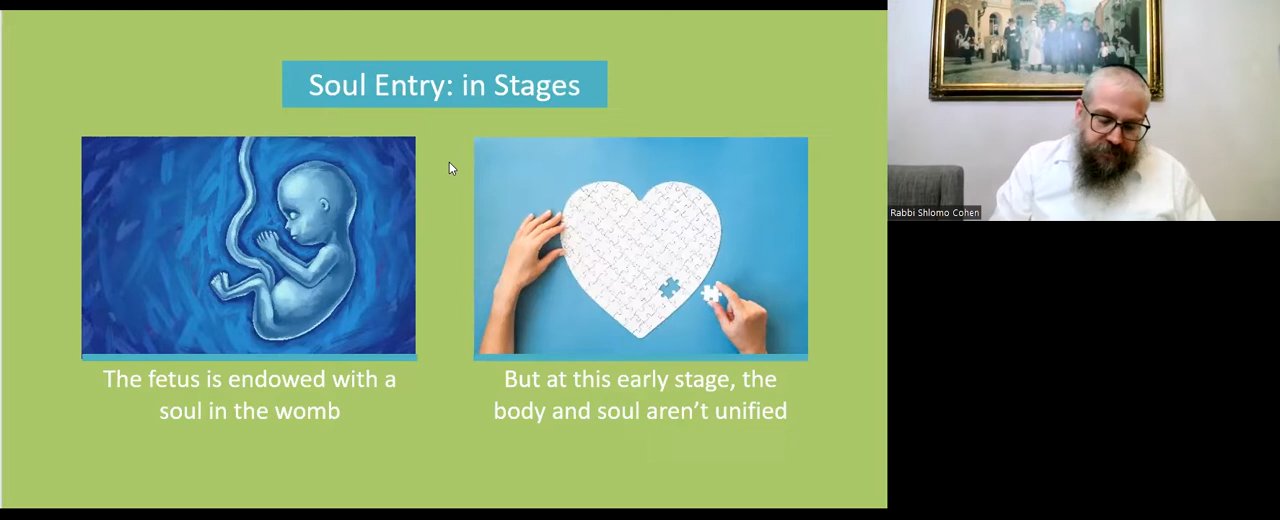 Soul Entry: in Stages
The fetus is endowed with a
soul in the womb
But at this early stage, the
body and soul aren't unified
Rabbi Shlomo Cohen